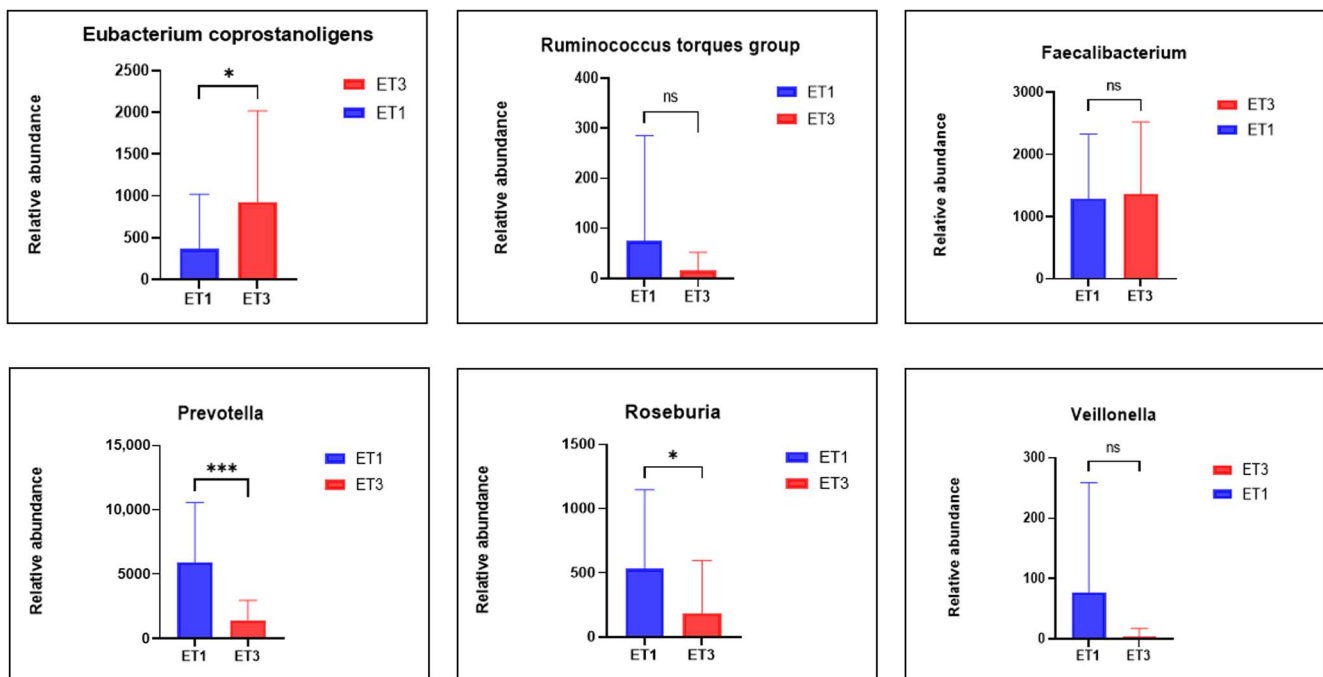 Eubacterium coprostanoligens
Relative abundance
2500
2000
1500
1000
500
0
*
ET1
ET3
ET3
ET1
Ruminococcus torques group
Relative abundance
400
300
200
100
0
ns
ET1
ET3
ET1
ET3
Faecalibacterium
Relative abundance
3000
2000
1000
0
ns
ET1
ET3
ET3
ET1
Prevotella
Relative abundance
15,000
10,000
5000
0
***
ET1
ET3
ET1
ET3
Roseburia
Relative abundance
1500
1000
500
0
*
ET1
ET3
ET1
ET3
Veillonella
Relative abundance
300
200
100
0
ns
ET1
ET3
ET3
ET1